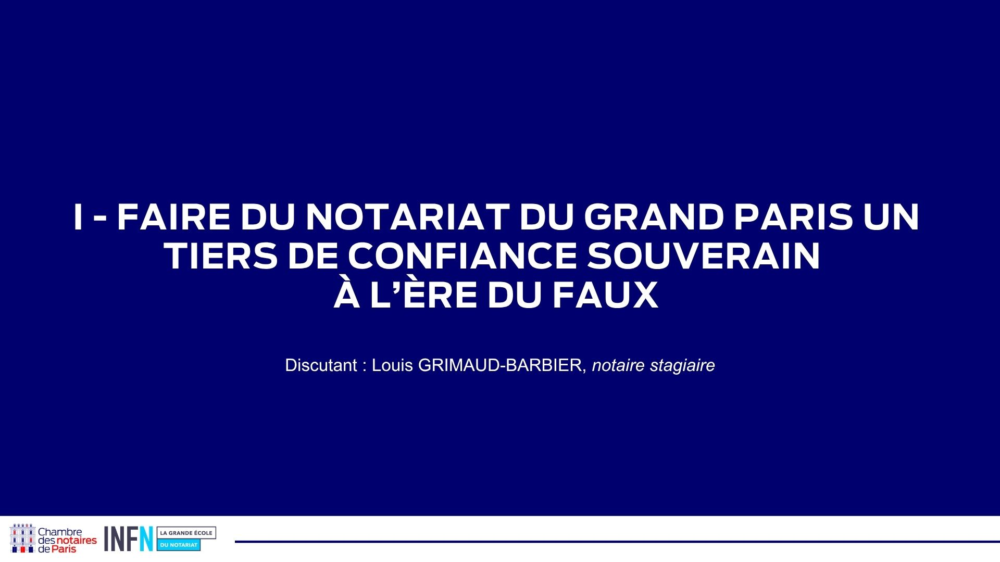 I - FAIRE DU NOTARIAT DU GRAND PARIS UN
TIERS DE CONFIANCE SOUVERAIN
À L’ÈRE DU FAUX
Discutant : Louis GRIMAUD-BARBIER, notaire stagiaire
Chambre
des notaires
de Paris
INFN
LA GRANDE ÉCOLE
DU NOTARIAT